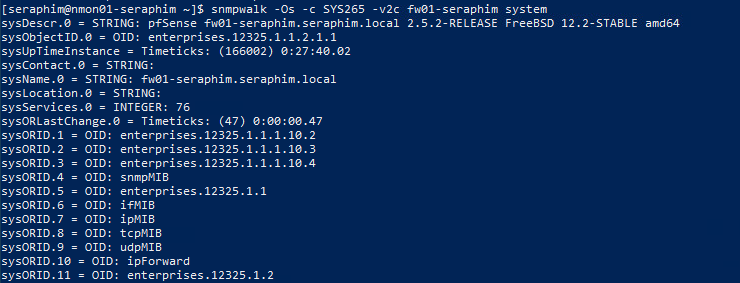 [seraphim@nmon01-seraphim ~]$ snmpwalk -Os -c SYS265 -v2c fw01-seraphim system
sysDescr.0 = STRING: pfSense fw01-seraphim.seraphim.local 2.5.2-RELEASE FreeBSD 12.2-STABLE amd64
sysObjectID.0 = OID: enterprises.12325.1.1.2.1.1
sysUpTimeInstance = Timeticks: (166002) 0:27:40.02
sysContact.0 = STRING:
sysName.0 = STRING: fw01-seraphim.seraphim.local
sysLocation.0 = STRING:
sysServices.0 = INTEGER: 76
sysORLastChange.0 = Timeticks: (47) 0:00:00.47
sysORID.1 = OID: enterprises.12325.1.1.1.10.2
sysORID.2 = OID: enterprises.12325.1.1.1.10.3
sysORID.3 = OID: enterprises.12325.1.1.1.10.4
sysORID.4 = OID: snmpMIB
sysORID.5 = OID: enterprises.12325.1.1
sysORID.6 = OID: ifMIB
sysORID.7 = OID: ipMIB
sysORID.8 = OID: tcpMIB
sysORID.9 = OID: udpMIB
sysORID.10 = OID: ipForward
sysORID.11 = OID: enterprises.12325.1.2